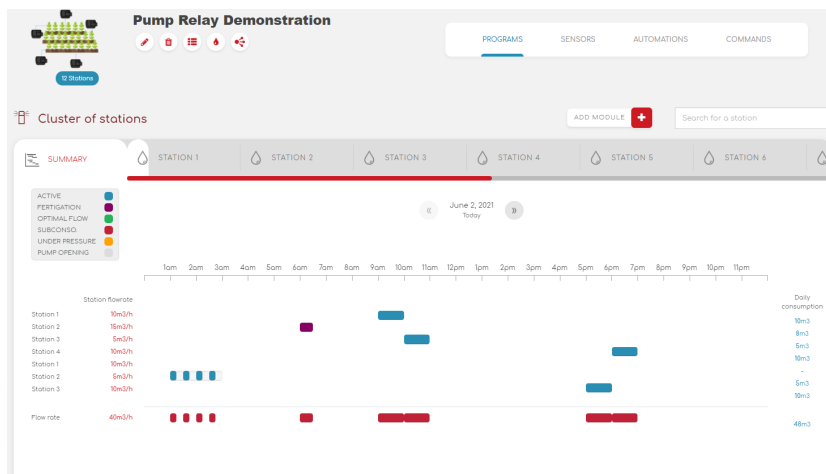 Pump Relay Demonstration
PROGRAMS SENSORS AUTOMATIONS COMMANDS
12 Stations
Cluster of stations
ADD MODULE
Search for a station
SUMMARY STATION 1 STATION 2 STATION 3 STATION 4 STATION 5 STATION 6
ACTIVE
FERTIGATION
OPTIMAL FLOW
SUBCONSO.
UNDER PRESSURE
PUMP OPENING
« June 2, 2021 »
Today
1am 2am 3am 4am 5am 6am 7am 8am 9am 10am 11am 12pm 1pm 2pm 3pm 4pm 5pm 6pm 7pm 8pm 9pm 10pm 11pm
Station flowrate
Daily consumption
Station 1 10m3/h 10m3
Station 2 15m3/h 8m3
Station 3 5m3/h 5m3
Station 4 10m3/h 10m3
Station 1 10m3/h -
Station 2 5m3/h 5m3
Station 3 10m3/h 10m3
Flow rate 40m3/h 48m3